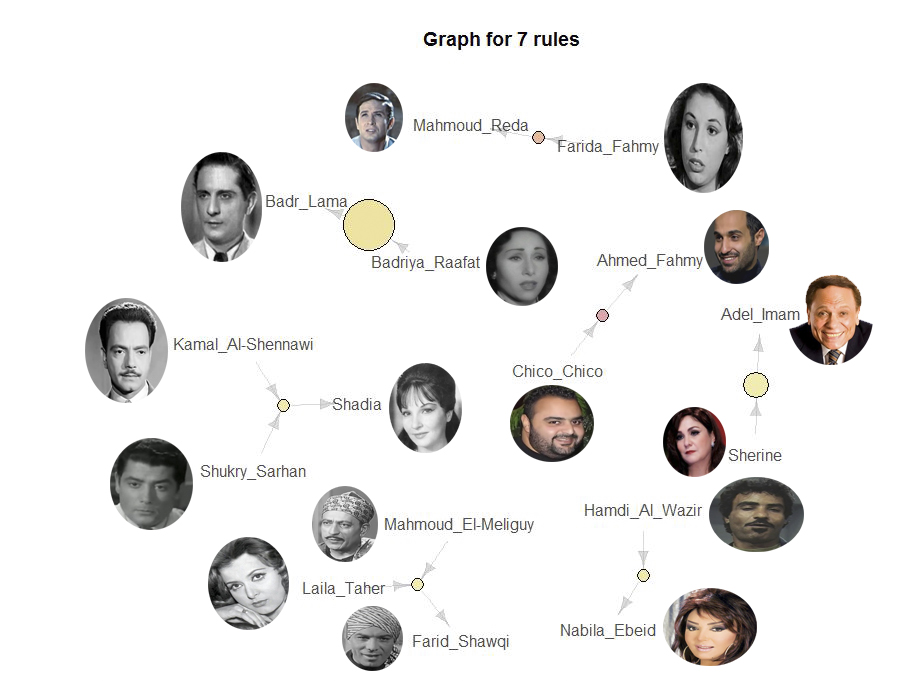 Graph for 7 rules
Mahmoud_Reda
Farida_Fahmy
Badr_Lama
Badriya_Raafat
Ahmed_Fahmy
Adel_Imam
Kamal_Al-Shennawi
Chico_Chico
Shadia
Sherine
Shukry_Sarhan
Hamdi_Al_Wazir
Mahmoud_El-Meliguy
Laila_Taher
Nabila_Ebeid
Farid_Shawqi